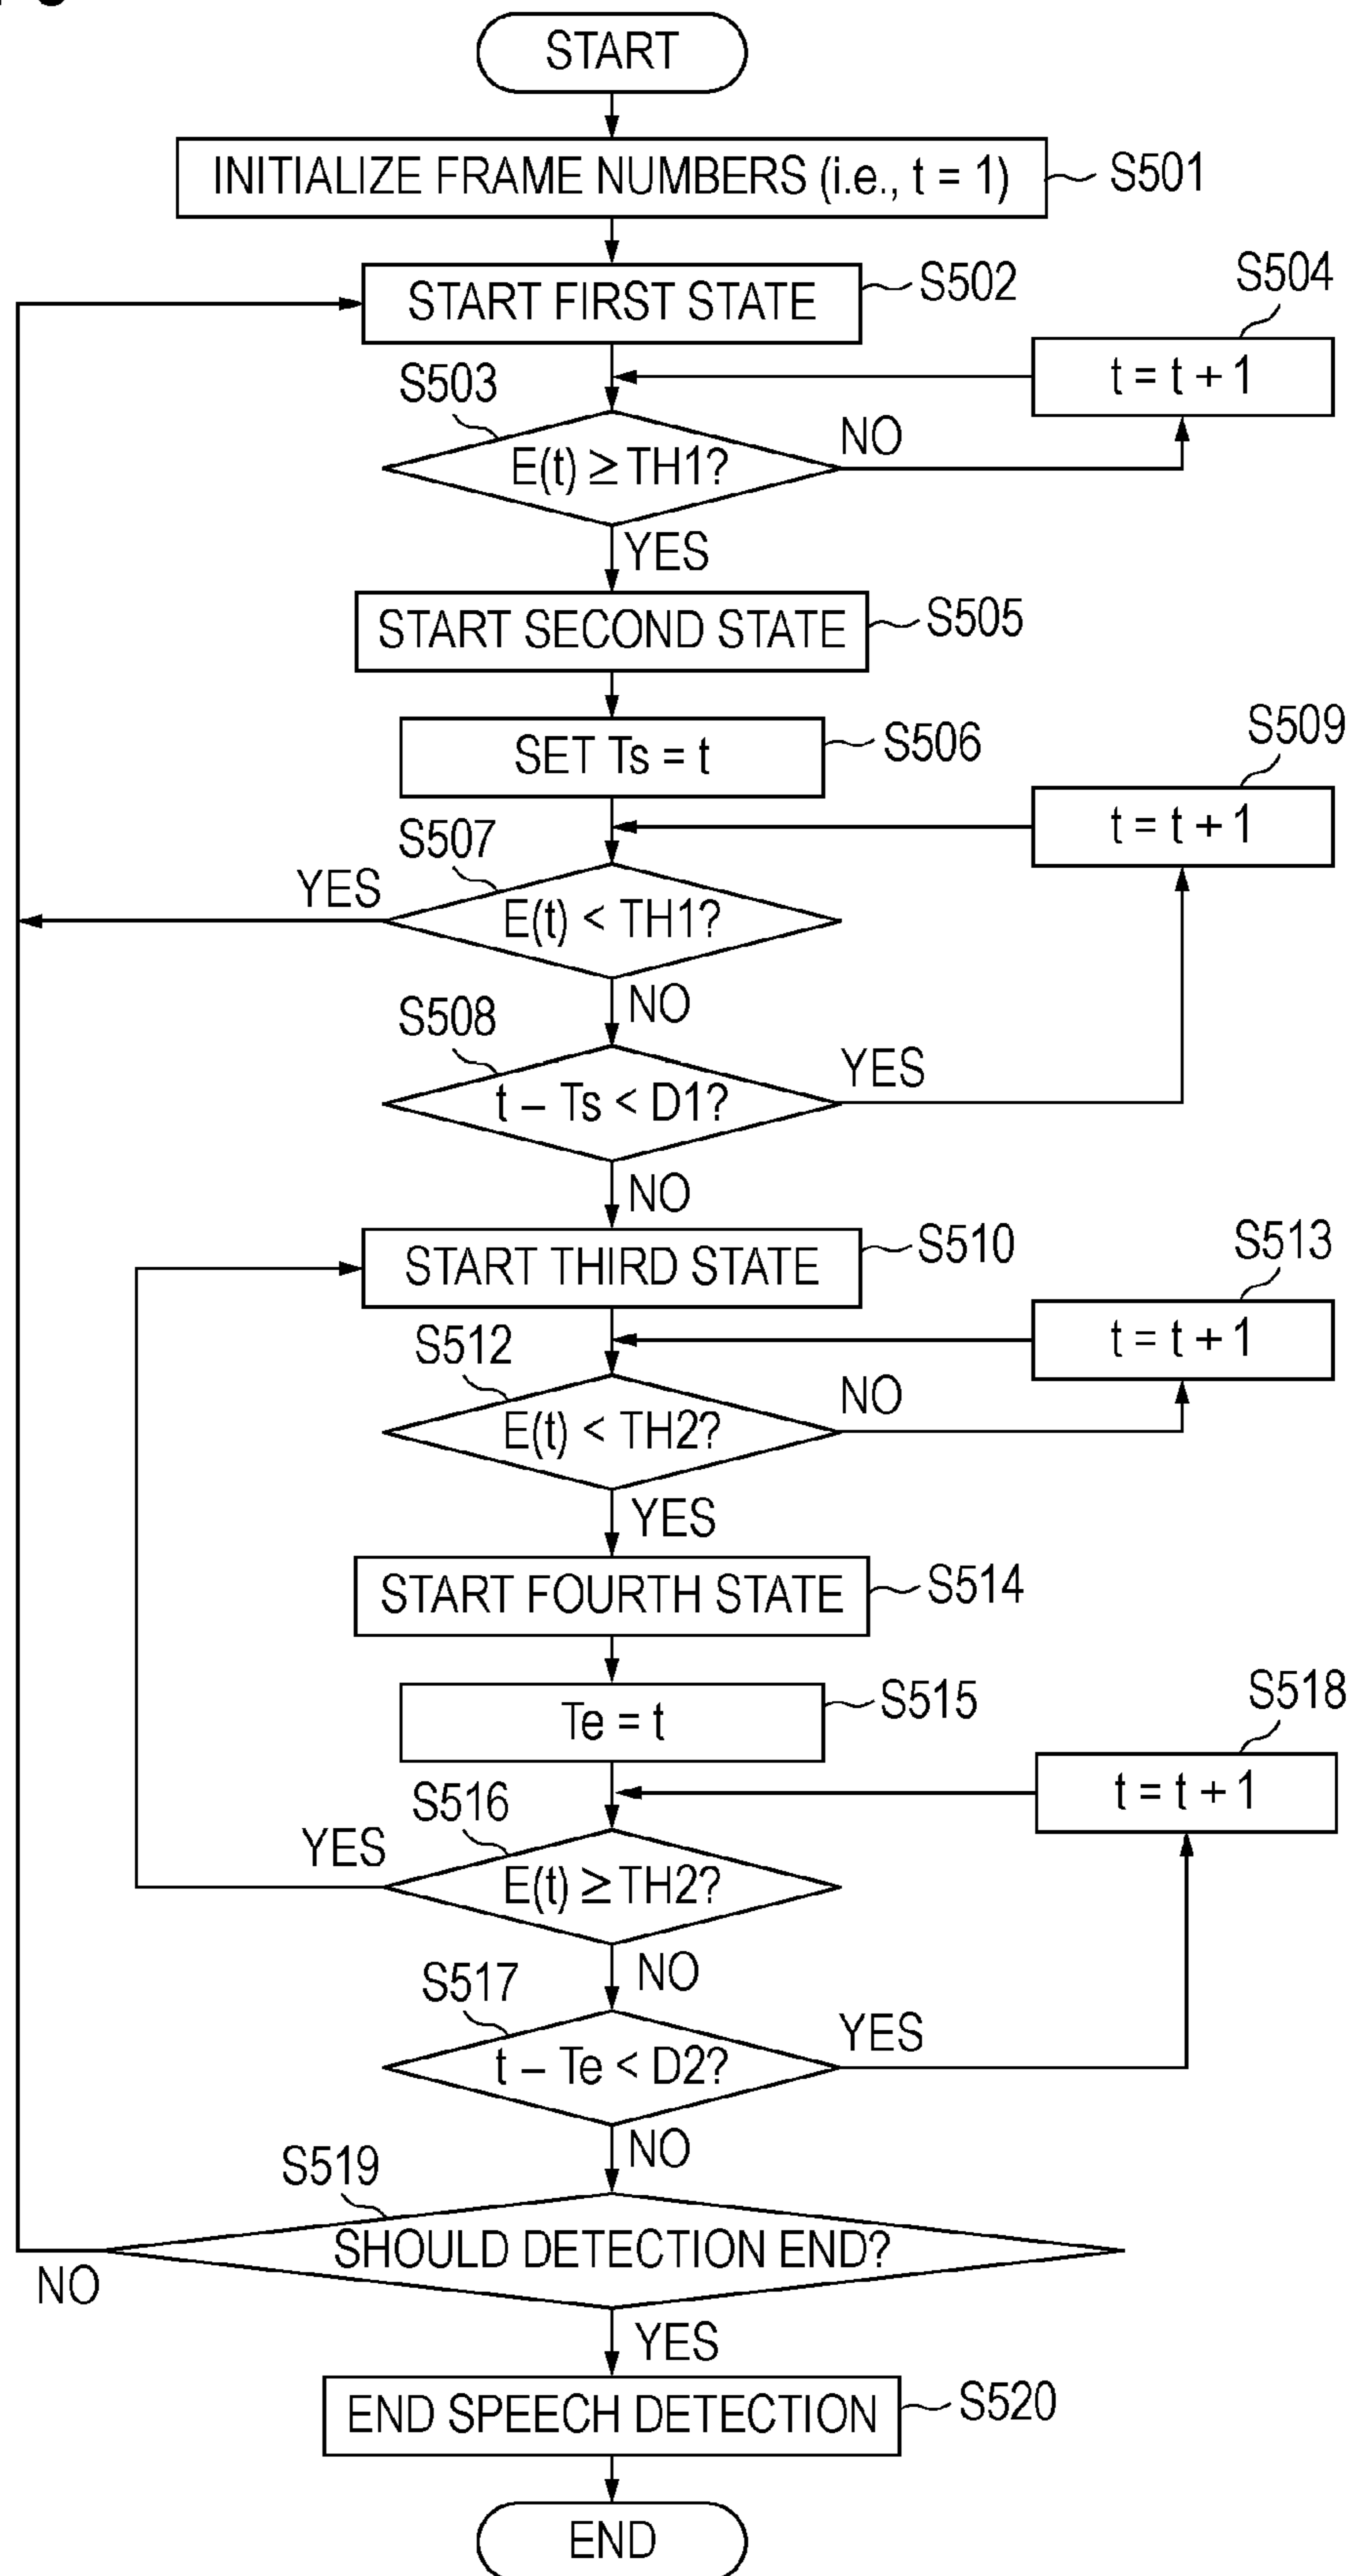 START
INITIALIZE FRAME NUMBERS (i.e., t = 1)
S501
START FIRST STATE
S502
S504
t = t + 1
S503
E(t) ≥ TH1?
NO
YES
START SECOND STATE
S505
SET Ts = t
S506
S509
t = t + 1
S507
YES
E(t) < TH1?
NO
S508
t – Ts < D1?
YES
NO
START THIRD STATE
S510
S513
t = t + 1
S512
E(t) < TH2?
NO
YES
START FOURTH STATE
S514
Te = t
S515
S518
t = t + 1
S516
YES
E(t) ≥ TH2?
NO
S517
t – Te < D2?
YES
NO
S519
SHOULD DETECTION END?
NO
YES
END SPEECH DETECTION
S520
END